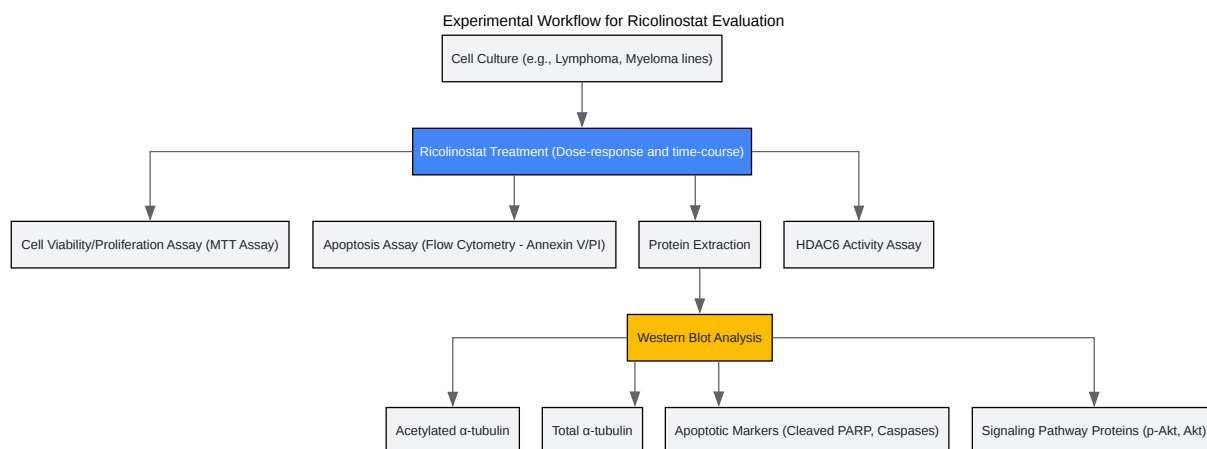 Experimental Workflow for Ricolinostat Evaluation
Cell Culture (e.g., Lymphoma, Myeloma lines)
Ricolinostat Treatment (Dose-response and time-course)
Cell Viability/Proliferation Assay (MTT Assay)
Apoptosis Assay (Flow Cytometry - Annexin V/PI)
Protein Extraction
HDAC6 Activity Assay
Western Blot Analysis
Acetylated α-tubulin
Total α-tubulin
Apoptotic Markers (Cleaved PARP, Caspases)
Signaling Pathway Proteins (p-Akt, Akt)